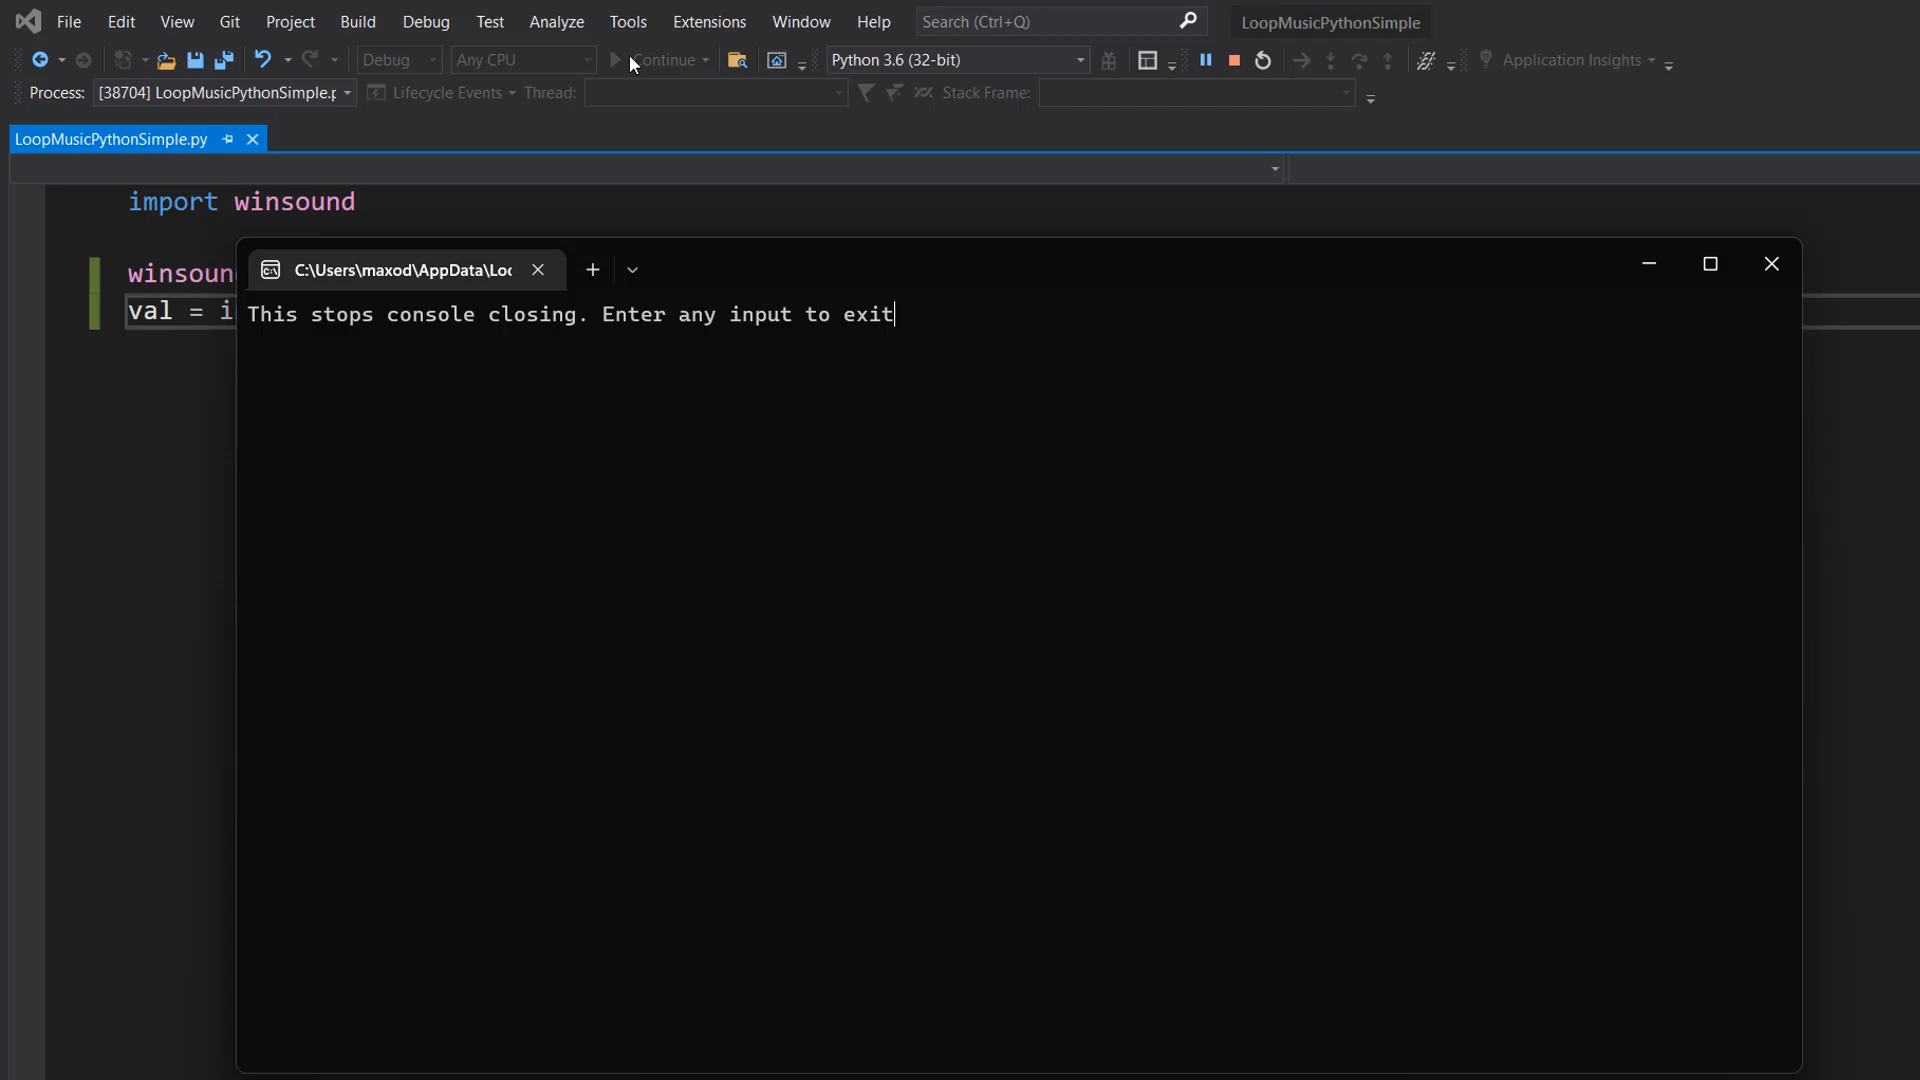 File Edit View Git Project Build Debug Test Analyze Tools Extensions Window Help Search (Ctrl+Q) LoopMusicPythonSimple
Debug Any CPU Continue Python 3.6 (32-bit) Application Insights
Process: [38704] LoopMusicPythonSimple.p Lifecycle Events Thread: Stack Frame:
LoopMusicPythonSimple.py
import winsound
winsound
val = i
C:\Users\maxod\AppData\Loc
This stops console closing. Enter any input to exit